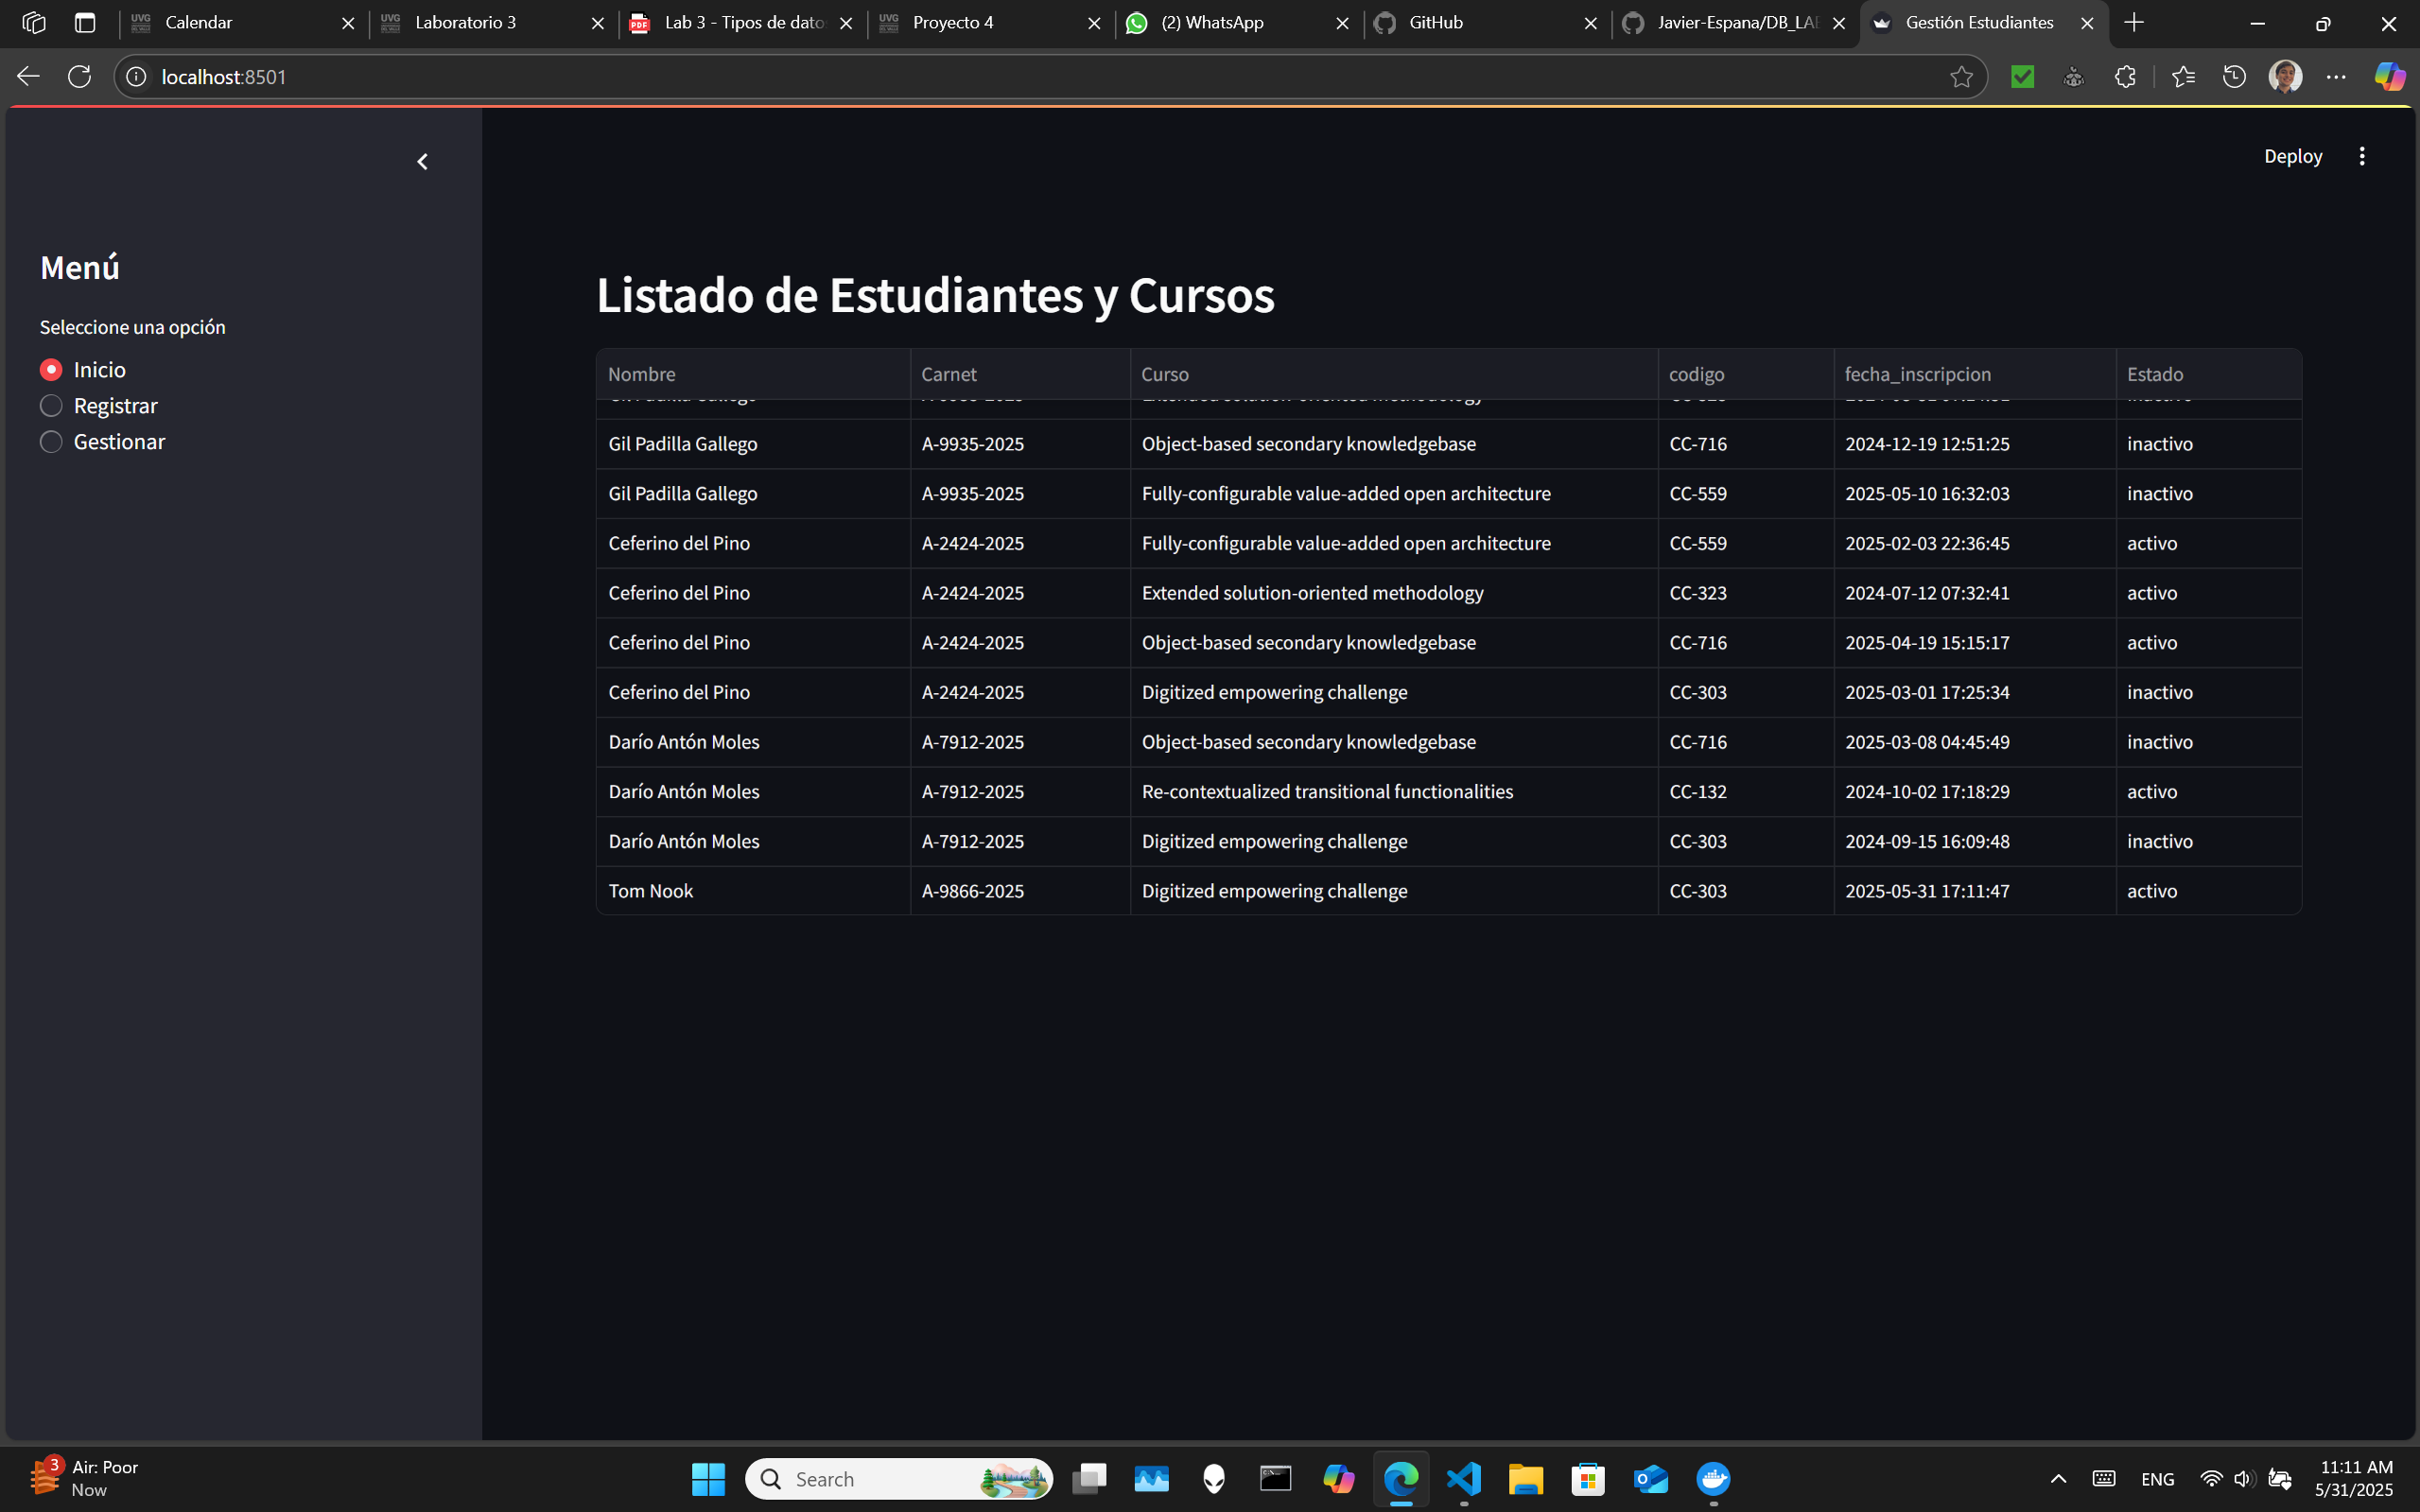 Calendar
Laboratorio 3
Lab 3 - Tipos de dato
Proyecto 4
(2) WhatsApp
GitHub
Javier-Espana/DB_LA
Gestión Estudiantes
localhost:8501
Deploy
Menú
Seleccione una opción
Inicio
Registrar
Gestionar
Listado de Estudiantes y Cursos
Nombre Carnet Curso codigo fecha_inscripcion Estado
Gil Padilla Gallego A-9935-2025 Object-based secondary knowledgebase CC-716 2024-12-19 12:51:25 inactivo
Gil Padilla Gallego A-9935-2025 Fully-configurable value-added open architecture CC-559 2025-05-10 16:32:03 inactivo
Ceferino del Pino A-2424-2025 Fully-configurable value-added open architecture CC-559 2025-02-03 22:36:45 activo
Ceferino del Pino A-2424-2025 Extended solution-oriented methodology CC-323 2024-07-12 07:32:41 activo
Ceferino del Pino A-2424-2025 Object-based secondary knowledgebase CC-716 2025-04-19 15:15:17 activo
Ceferino del Pino A-2424-2025 Digitized empowering challenge CC-303 2025-03-01 17:25:34 inactivo
Darío Antón Moles A-7912-2025 Object-based secondary knowledgebase CC-716 2025-03-08 04:45:49 inactivo
Darío Antón Moles A-7912-2025 Re-contextualized transitional functionalities CC-132 2024-10-02 17:18:29 activo
Darío Antón Moles A-7912-2025 Digitized empowering challenge CC-303 2024-09-15 16:09:48 inactivo
Tom Nook A-9866-2025 Digitized empowering challenge CC-303 2025-05-31 17:11:47 activo
3
Air: Poor
Now
Search
ENG
11:11 AM
5/31/2025